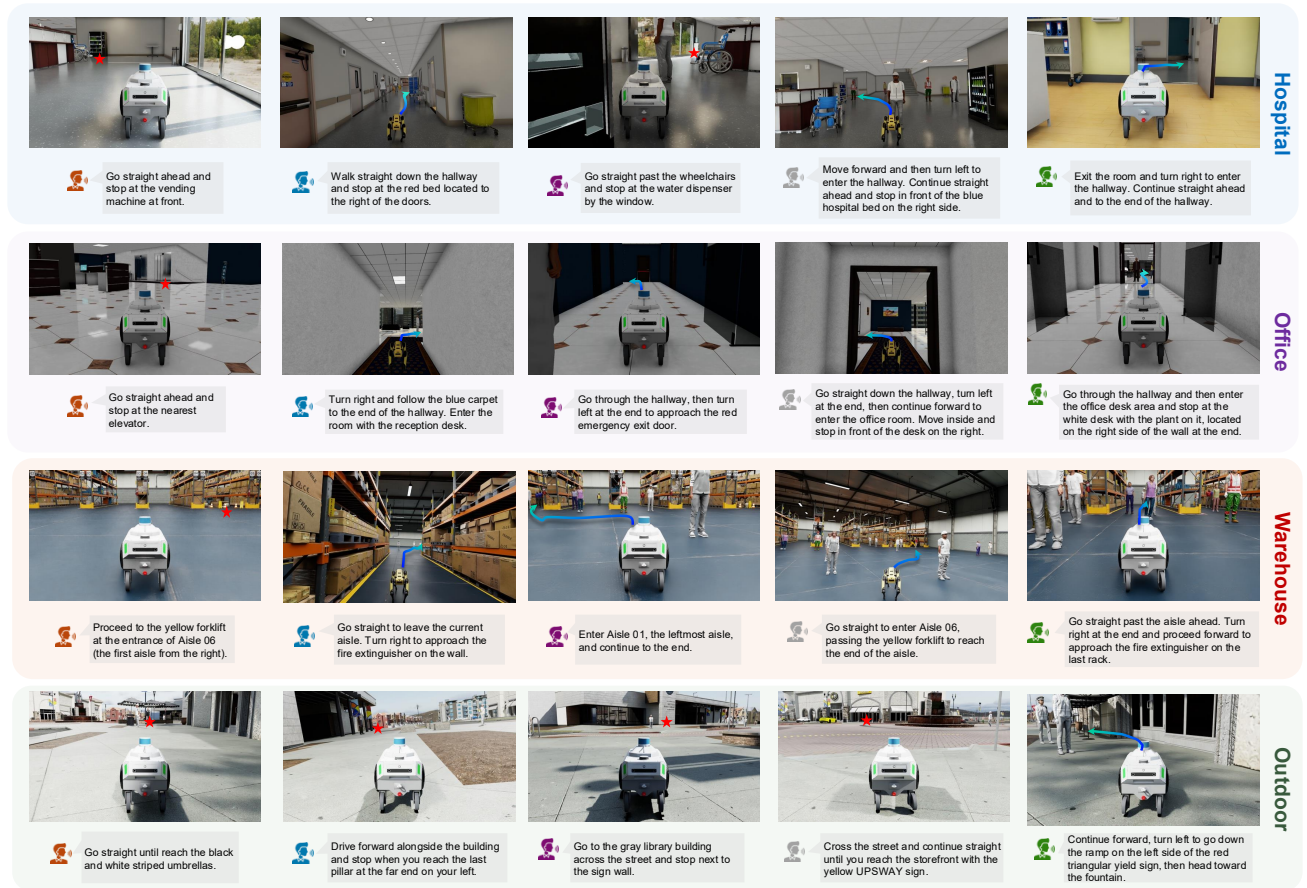 Go straight ahead and
stop at the vending
machine at front.
Walk straight down the hallway
and stop at the red bed located to
the right of the doors.
Go straight past the wheelchairs
and stop at the water dispenser
by the window.
Move forward and then turn left to
enter the hallway. Continue straight
ahead and stop in front of the blue
hospital bed on the right side.
Exit the room and turn right to enter
the hallway. Continue straight ahead
and to the end of the hallway.
Hospital
Go straight ahead and
stop at the nearest
elevator.
Turn right and follow the blue carpet
to the end of the hallway. Enter the
room with the reception desk.
Go through the hallway, then turn
left at the end to approach the red
emergency exit door.
Go straight down the hallway, turn left
at the end, then continue forward to
enter the office room. Move inside and
stop in front of the desk on the right.
Go through the hallway and then enter
the office desk area and stop at the
white desk with the plant on it, located
on the right side of the wall at the end.
Office
Proceed to the yellow forklift
at the entrance of Aisle 06
(the first aisle from the right).
Go straight to leave the current
aisle. Turn right to approach the
fire extinguisher on the wall.
Enter Aisle 01, the leftmost aisle,
and continue to the end.
Go straight to enter Aisle 06,
passing the yellow forklift to reach
the end of the aisle.
Go straight past the aisle ahead. Turn
right at the end and proceed forward to
approach the fire extinguisher on the
last rack.
Warehouse
Go straight until reach the black
and white striped umbrellas.
Drive forward alongside the building
and stop when you reach the last
pillar at the far end on your left.
Go to the gray library building
across the street and stop next to
the sign wall.
Cross the street and continue straight
until you reach the storefront with the
yellow UPSWAY sign.
Continue forward, turn left to go down
the ramp on the left side of the red
triangular yield sign, then head toward
the fountain.
Outdoor